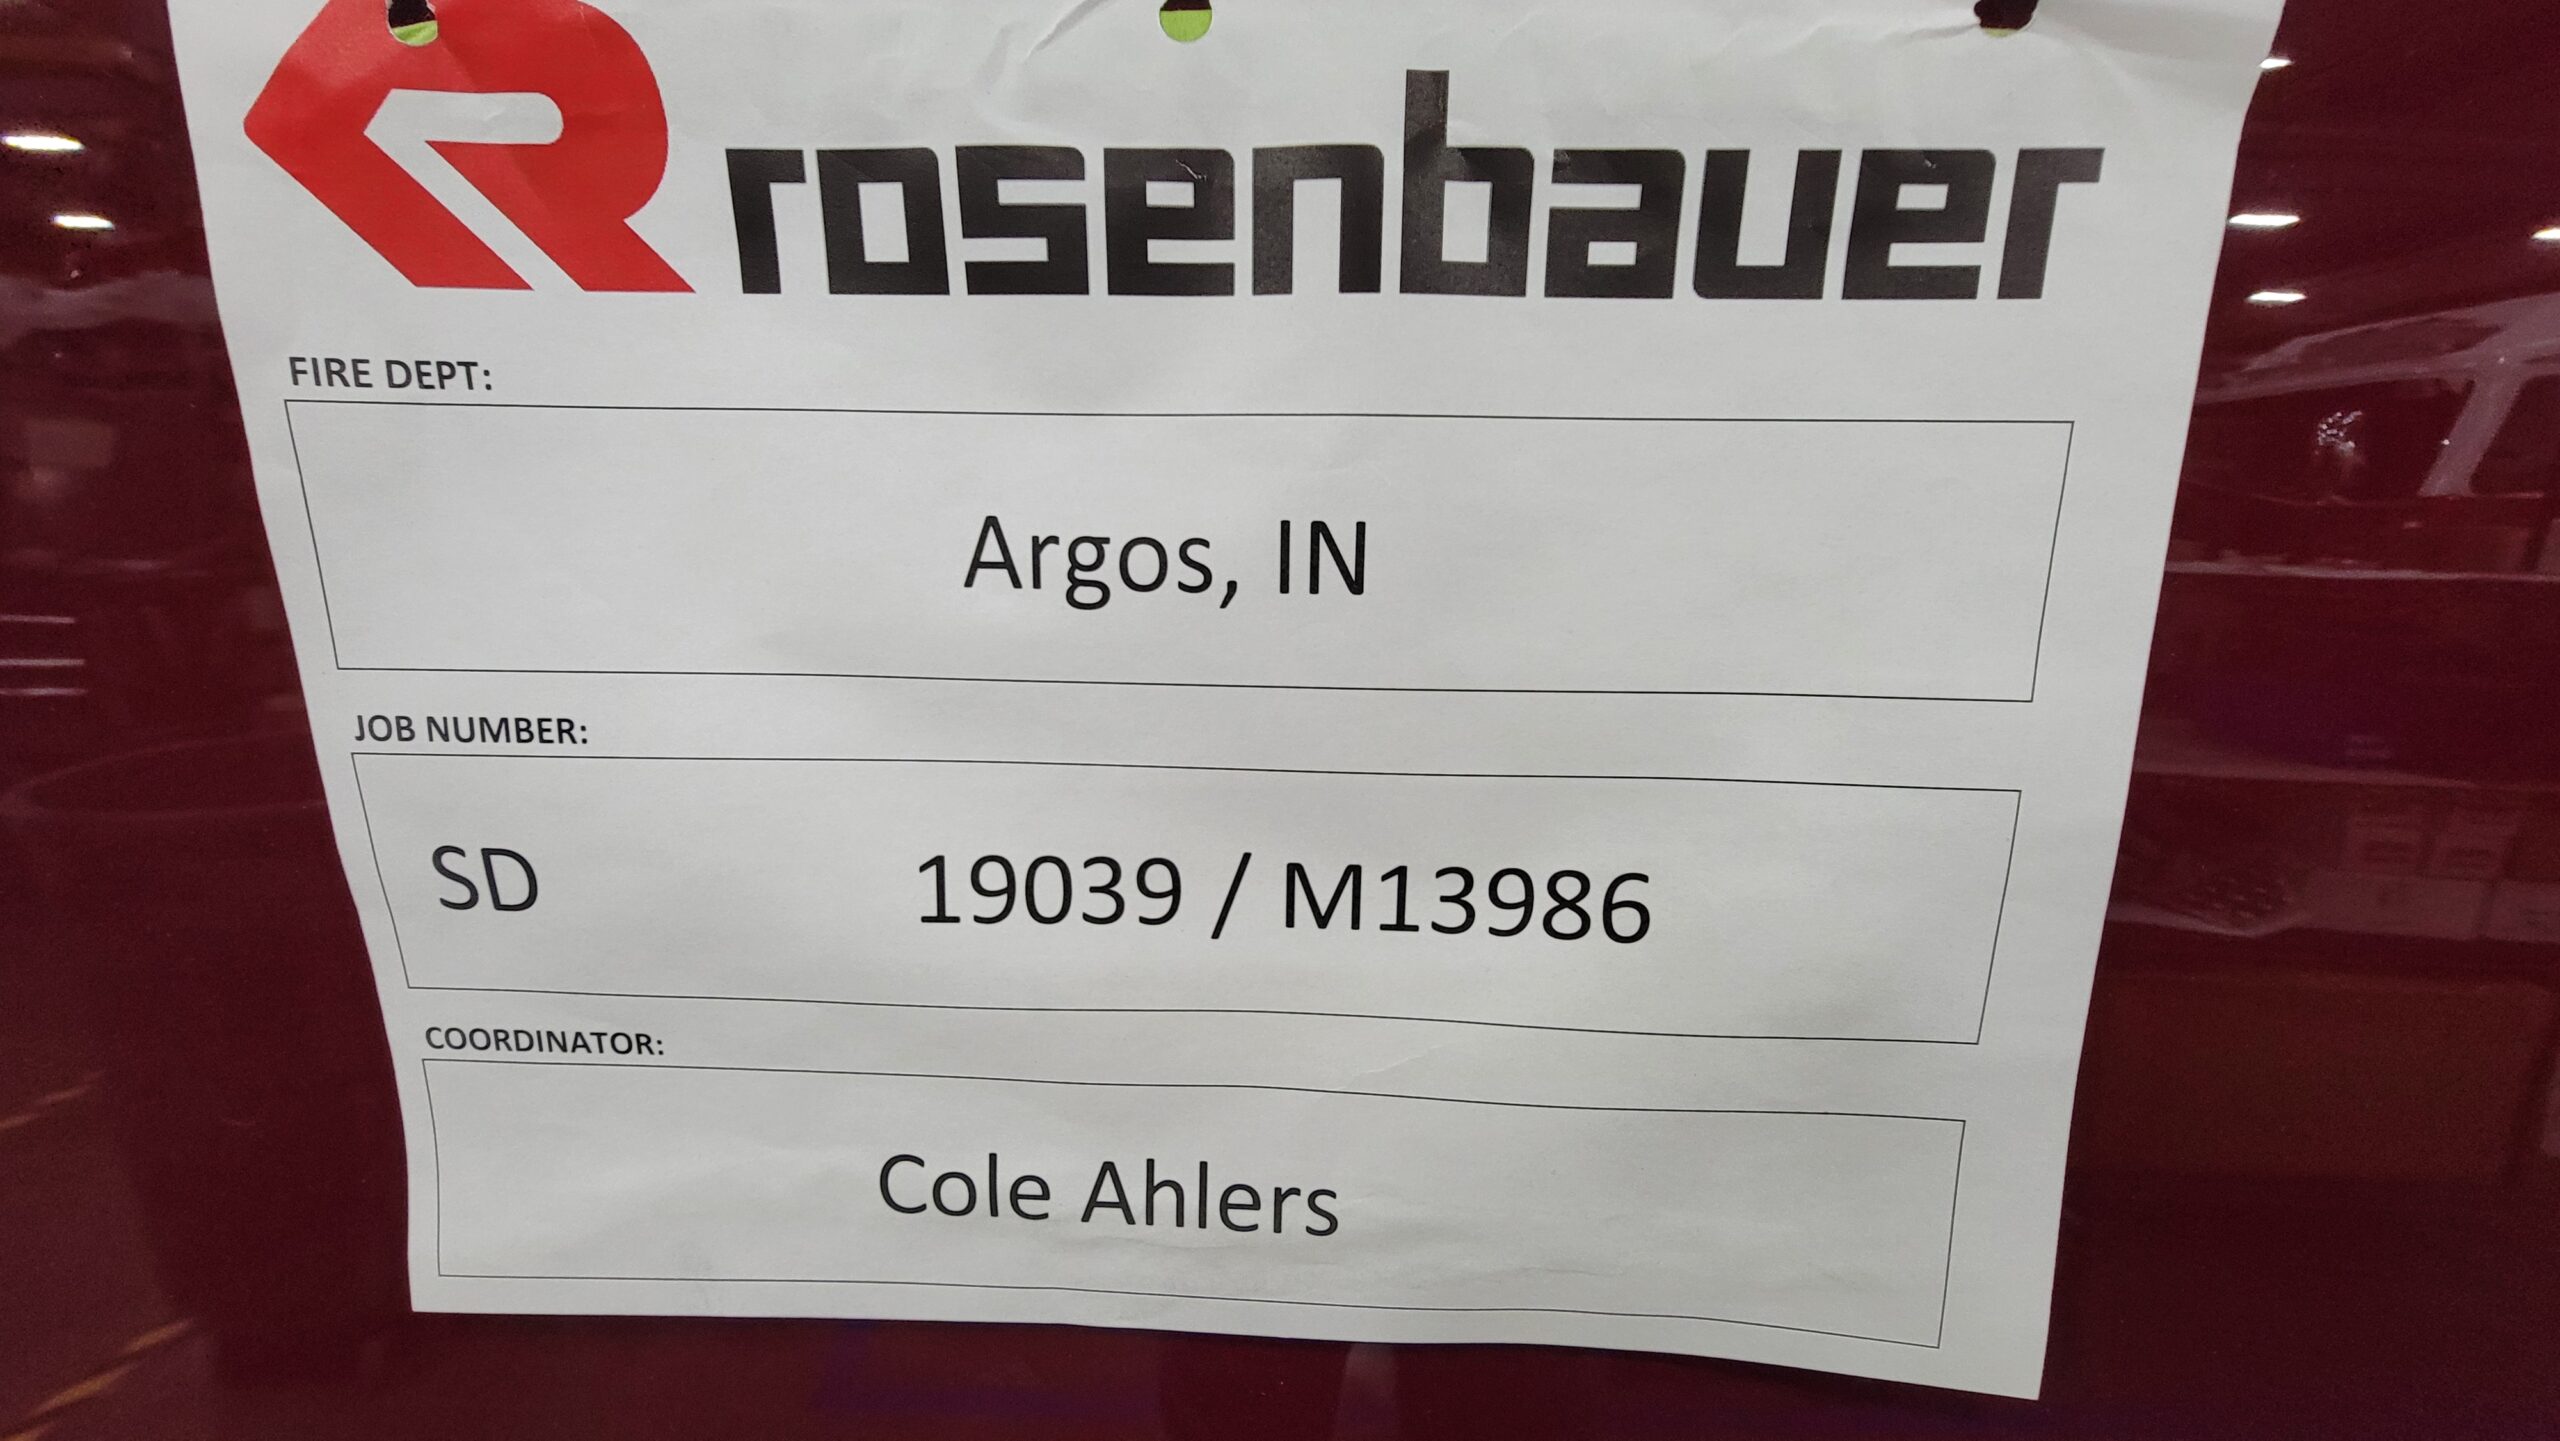 rosenbauer
FIRE DEPT:
Argos, IN
JOB NUMBER:
SD 19039 / M13986
COORDINATOR:
Cole Ahlers